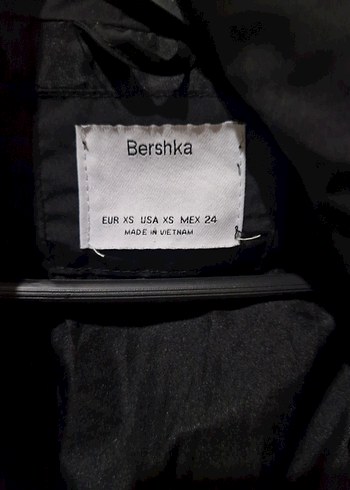 Bershka
EUR XS USA XS MEX 24
MADE IN VIETNAM